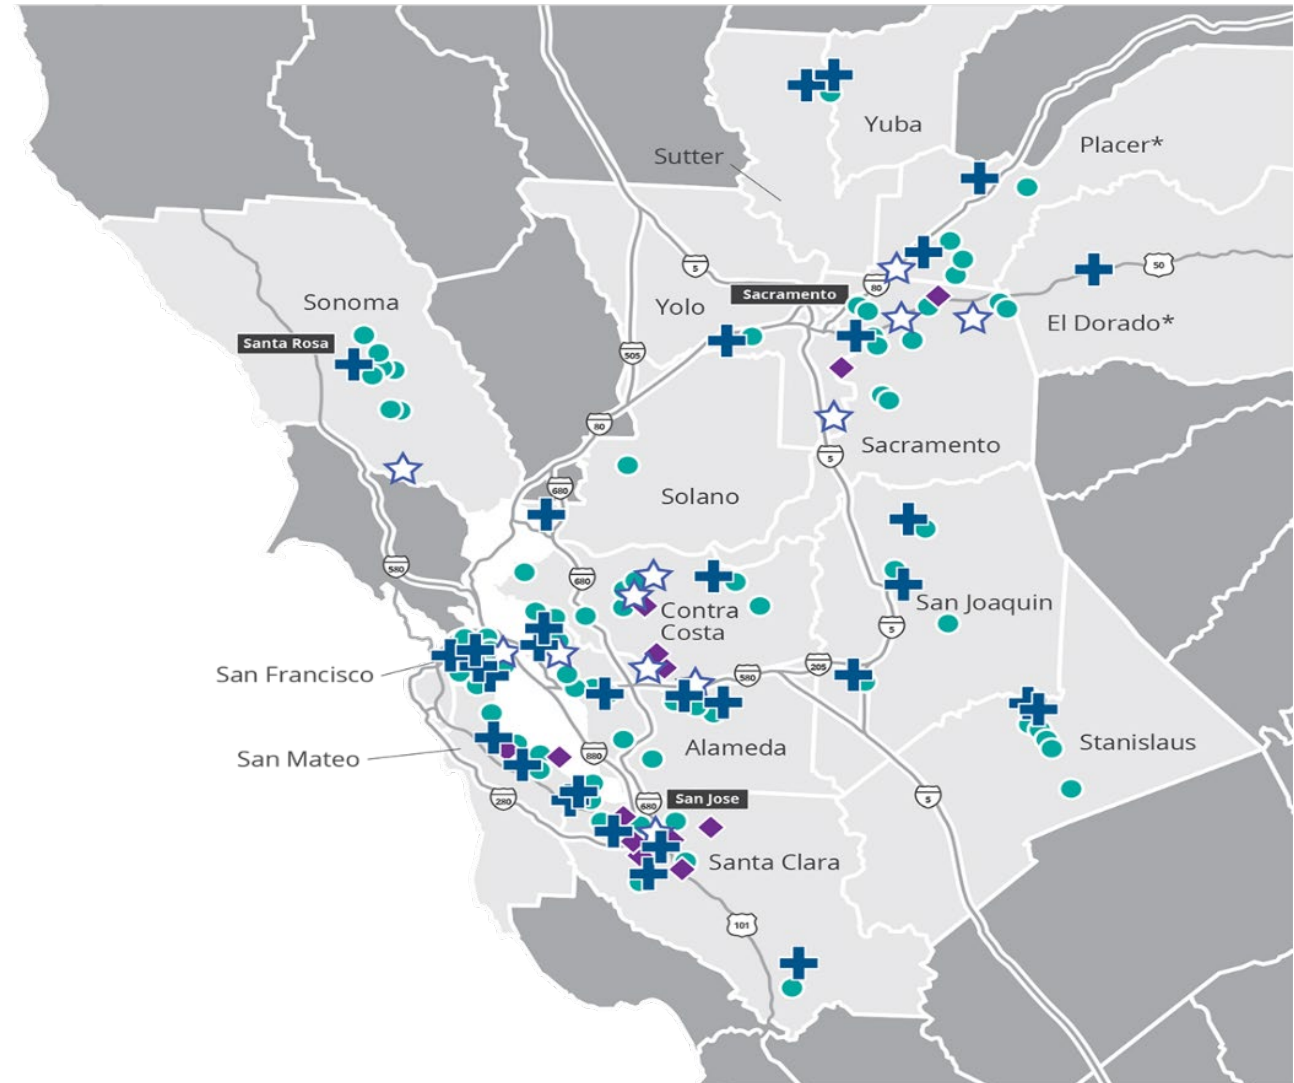 Yuba
Placer*
Sutter
5
50
Sonoma
Yolo
Sacramento
80
El Dorado*
Santa Rosa
505
80
5
Sacramento
680
Solano
580
680
Contra
Costa
San Joaquin
5
San Francisco
205
580
San Mateo
880
Alameda
Stanislaus
280
680
San Jose
5
Santa Clara
101